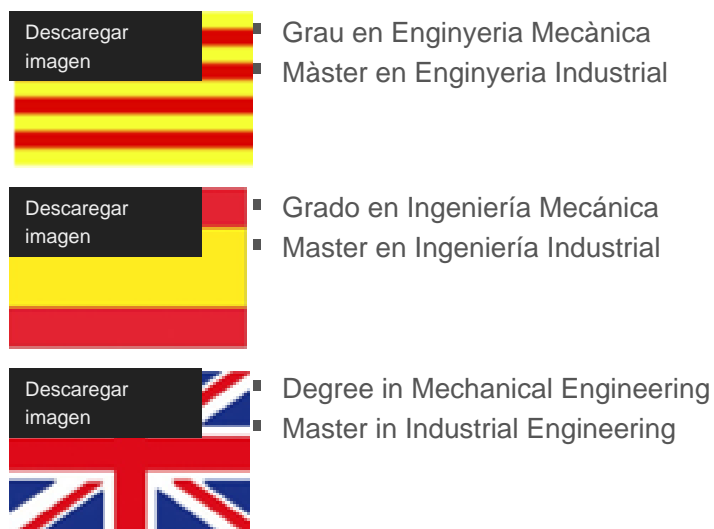 Descaregar
imagen
Grau en Enginyeria Mecànica
Màster en Enginyeria Industrial
Descaregar
imagen
Grado en Ingeniería Mecánica
Master en Ingeniería Industrial
Descaregar
imagen
Degree in Mechanical Engineering
Master in Industrial Engineering